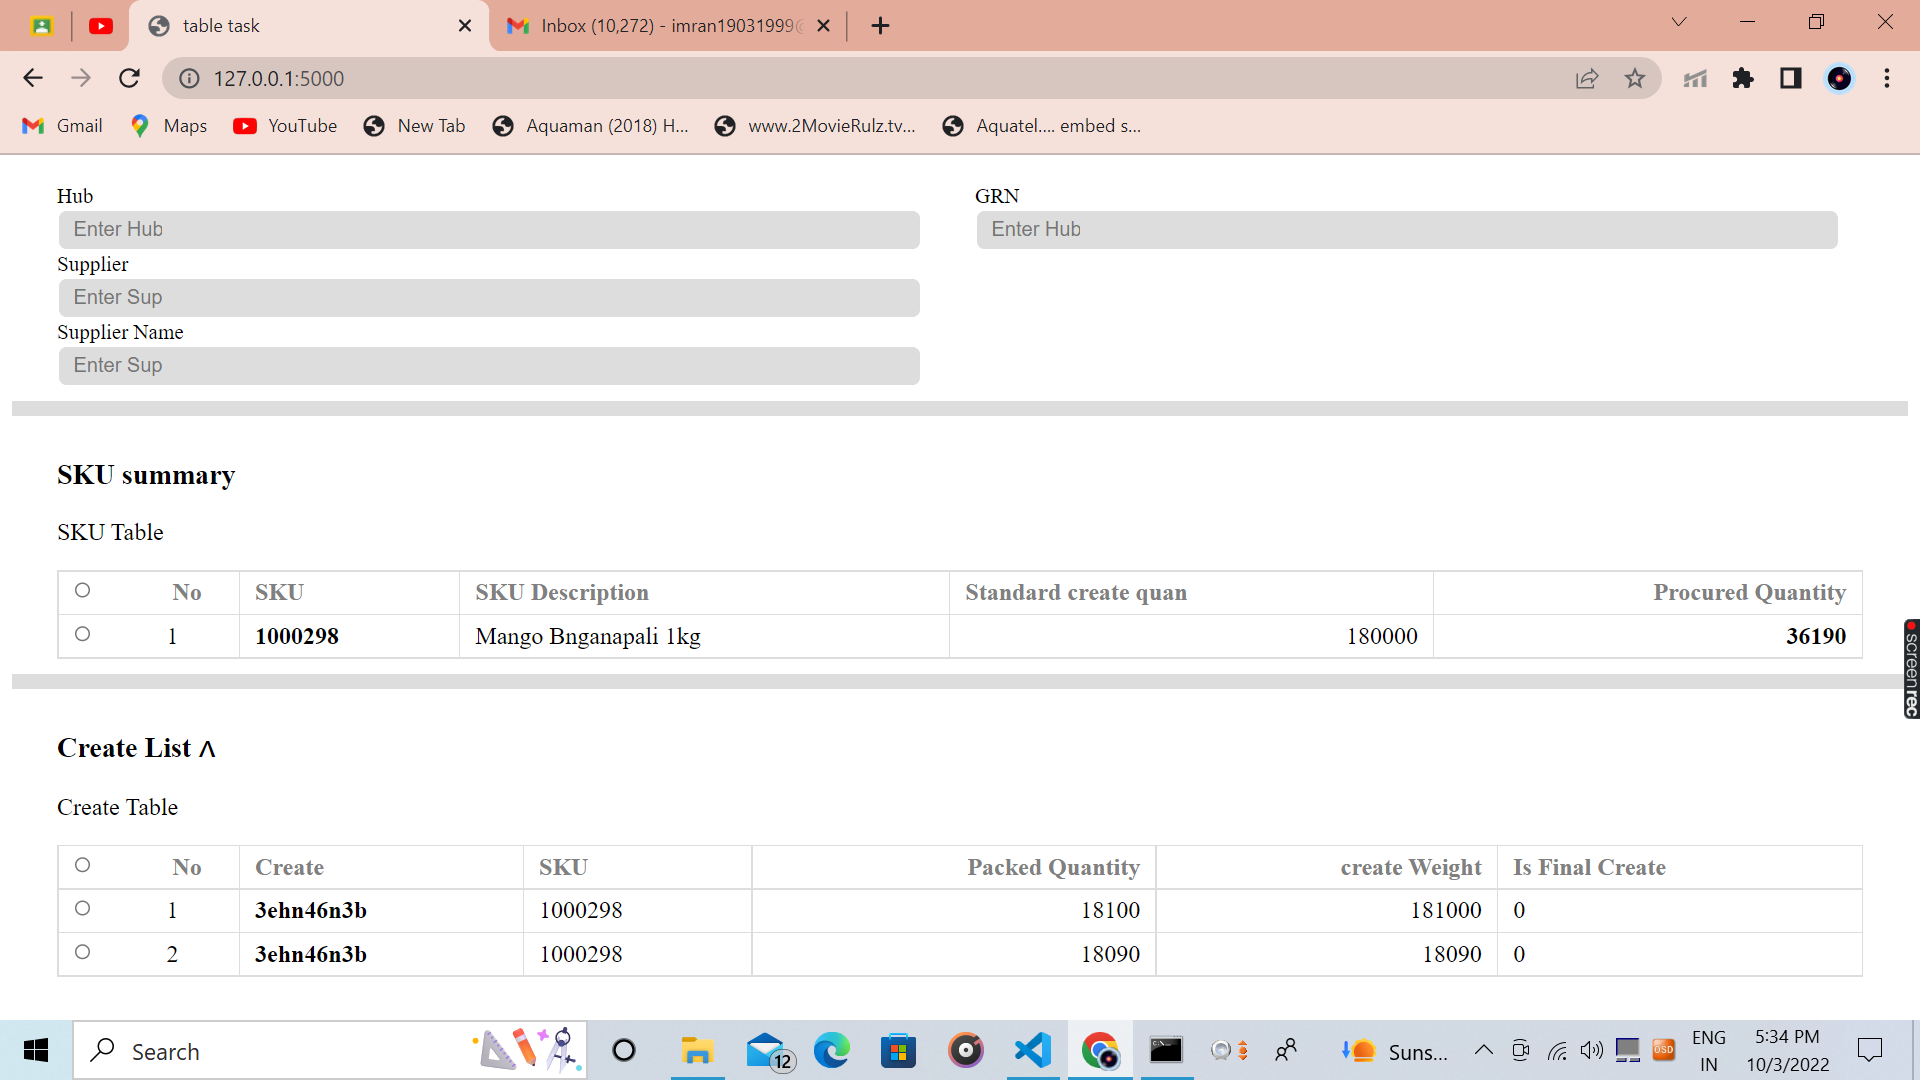 table task
Inbox (10,272) - imran19031999@
127.0.0.1:5000
Gmail
Maps
YouTube
New Tab
Aquaman (2018) H...
www.2MovieRulz.tv...
Aquatel.... embed s...
Hub
GRN
Enter Hub
Enter Hub
Supplier
Enter Sup
Supplier Name
Enter Sup
SKU summary
SKU Table
No SKU SKU Description Standard create quan Procured Quantity
1 1000298 Mango Bnganapali 1kg 180000 36190
screenrec
Create List ᐱ
Create Table
No Create SKU Packed Quantity create Weight Is Final Create
1 3ehn46n3b 1000298 18100 181000 0
2 3ehn46n3b 1000298 18090 18090 0
Search
12
Suns...
OSD
ENG
IN
5:34 PM
10/3/2022